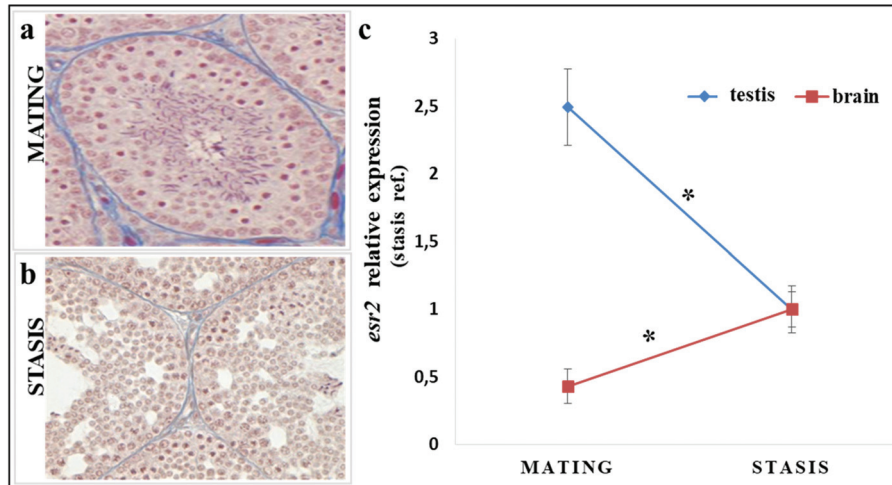 a
MATING
b
STASIS
c
esr2 relative expression
(stasis ref.)
3
2,5
2
1,5
1
0,5
0
testis
brain
*
*
MATING
STASIS